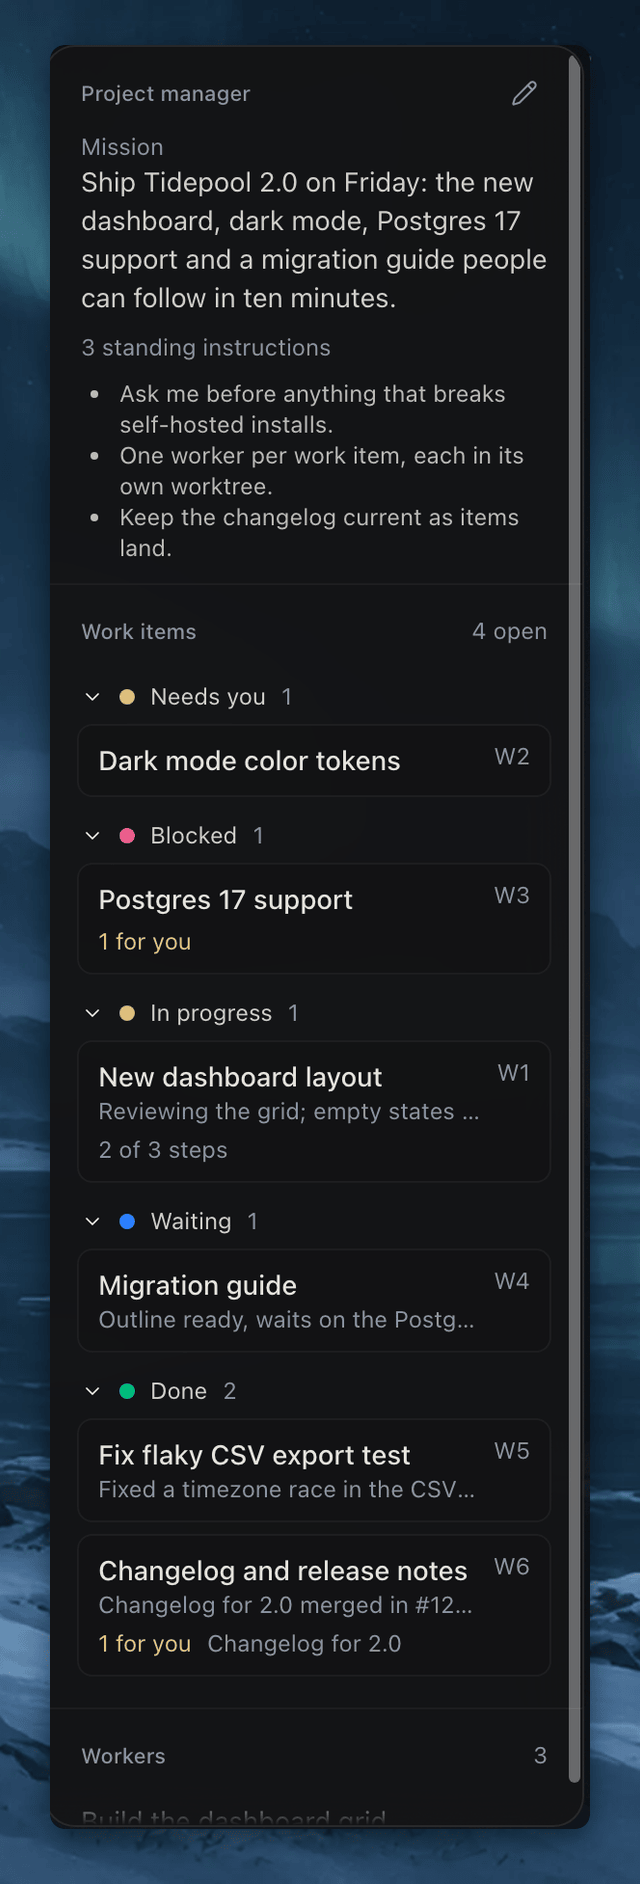 Project manager
Mission
Ship Tidepool 2.0 on Friday: the new
dashboard, dark mode, Postgres 17
support and a migration guide people
can follow in ten minutes.
3 standing instructions
• Ask me before anything that breaks
self-hosted installs.
• One worker per work item, each in its
own worktree.
• Keep the changelog current as items
land.
Work items 4 open
Needs you 1
Dark mode color tokens W2
Blocked 1
Postgres 17 support W3
1 for you
In progress 1
New dashboard layout W1
Reviewing the grid; empty states ...
2 of 3 steps
Waiting 1
Migration guide W4
Outline ready, waits on the Postg...
Done 2
Fix flaky CSV export test W5
Fixed a timezone race in the CSV...
Changelog and release notes W6
Changelog for 2.0 merged in #12...
1 for you Changelog for 2.0
Workers 3
Build the dashboard grid